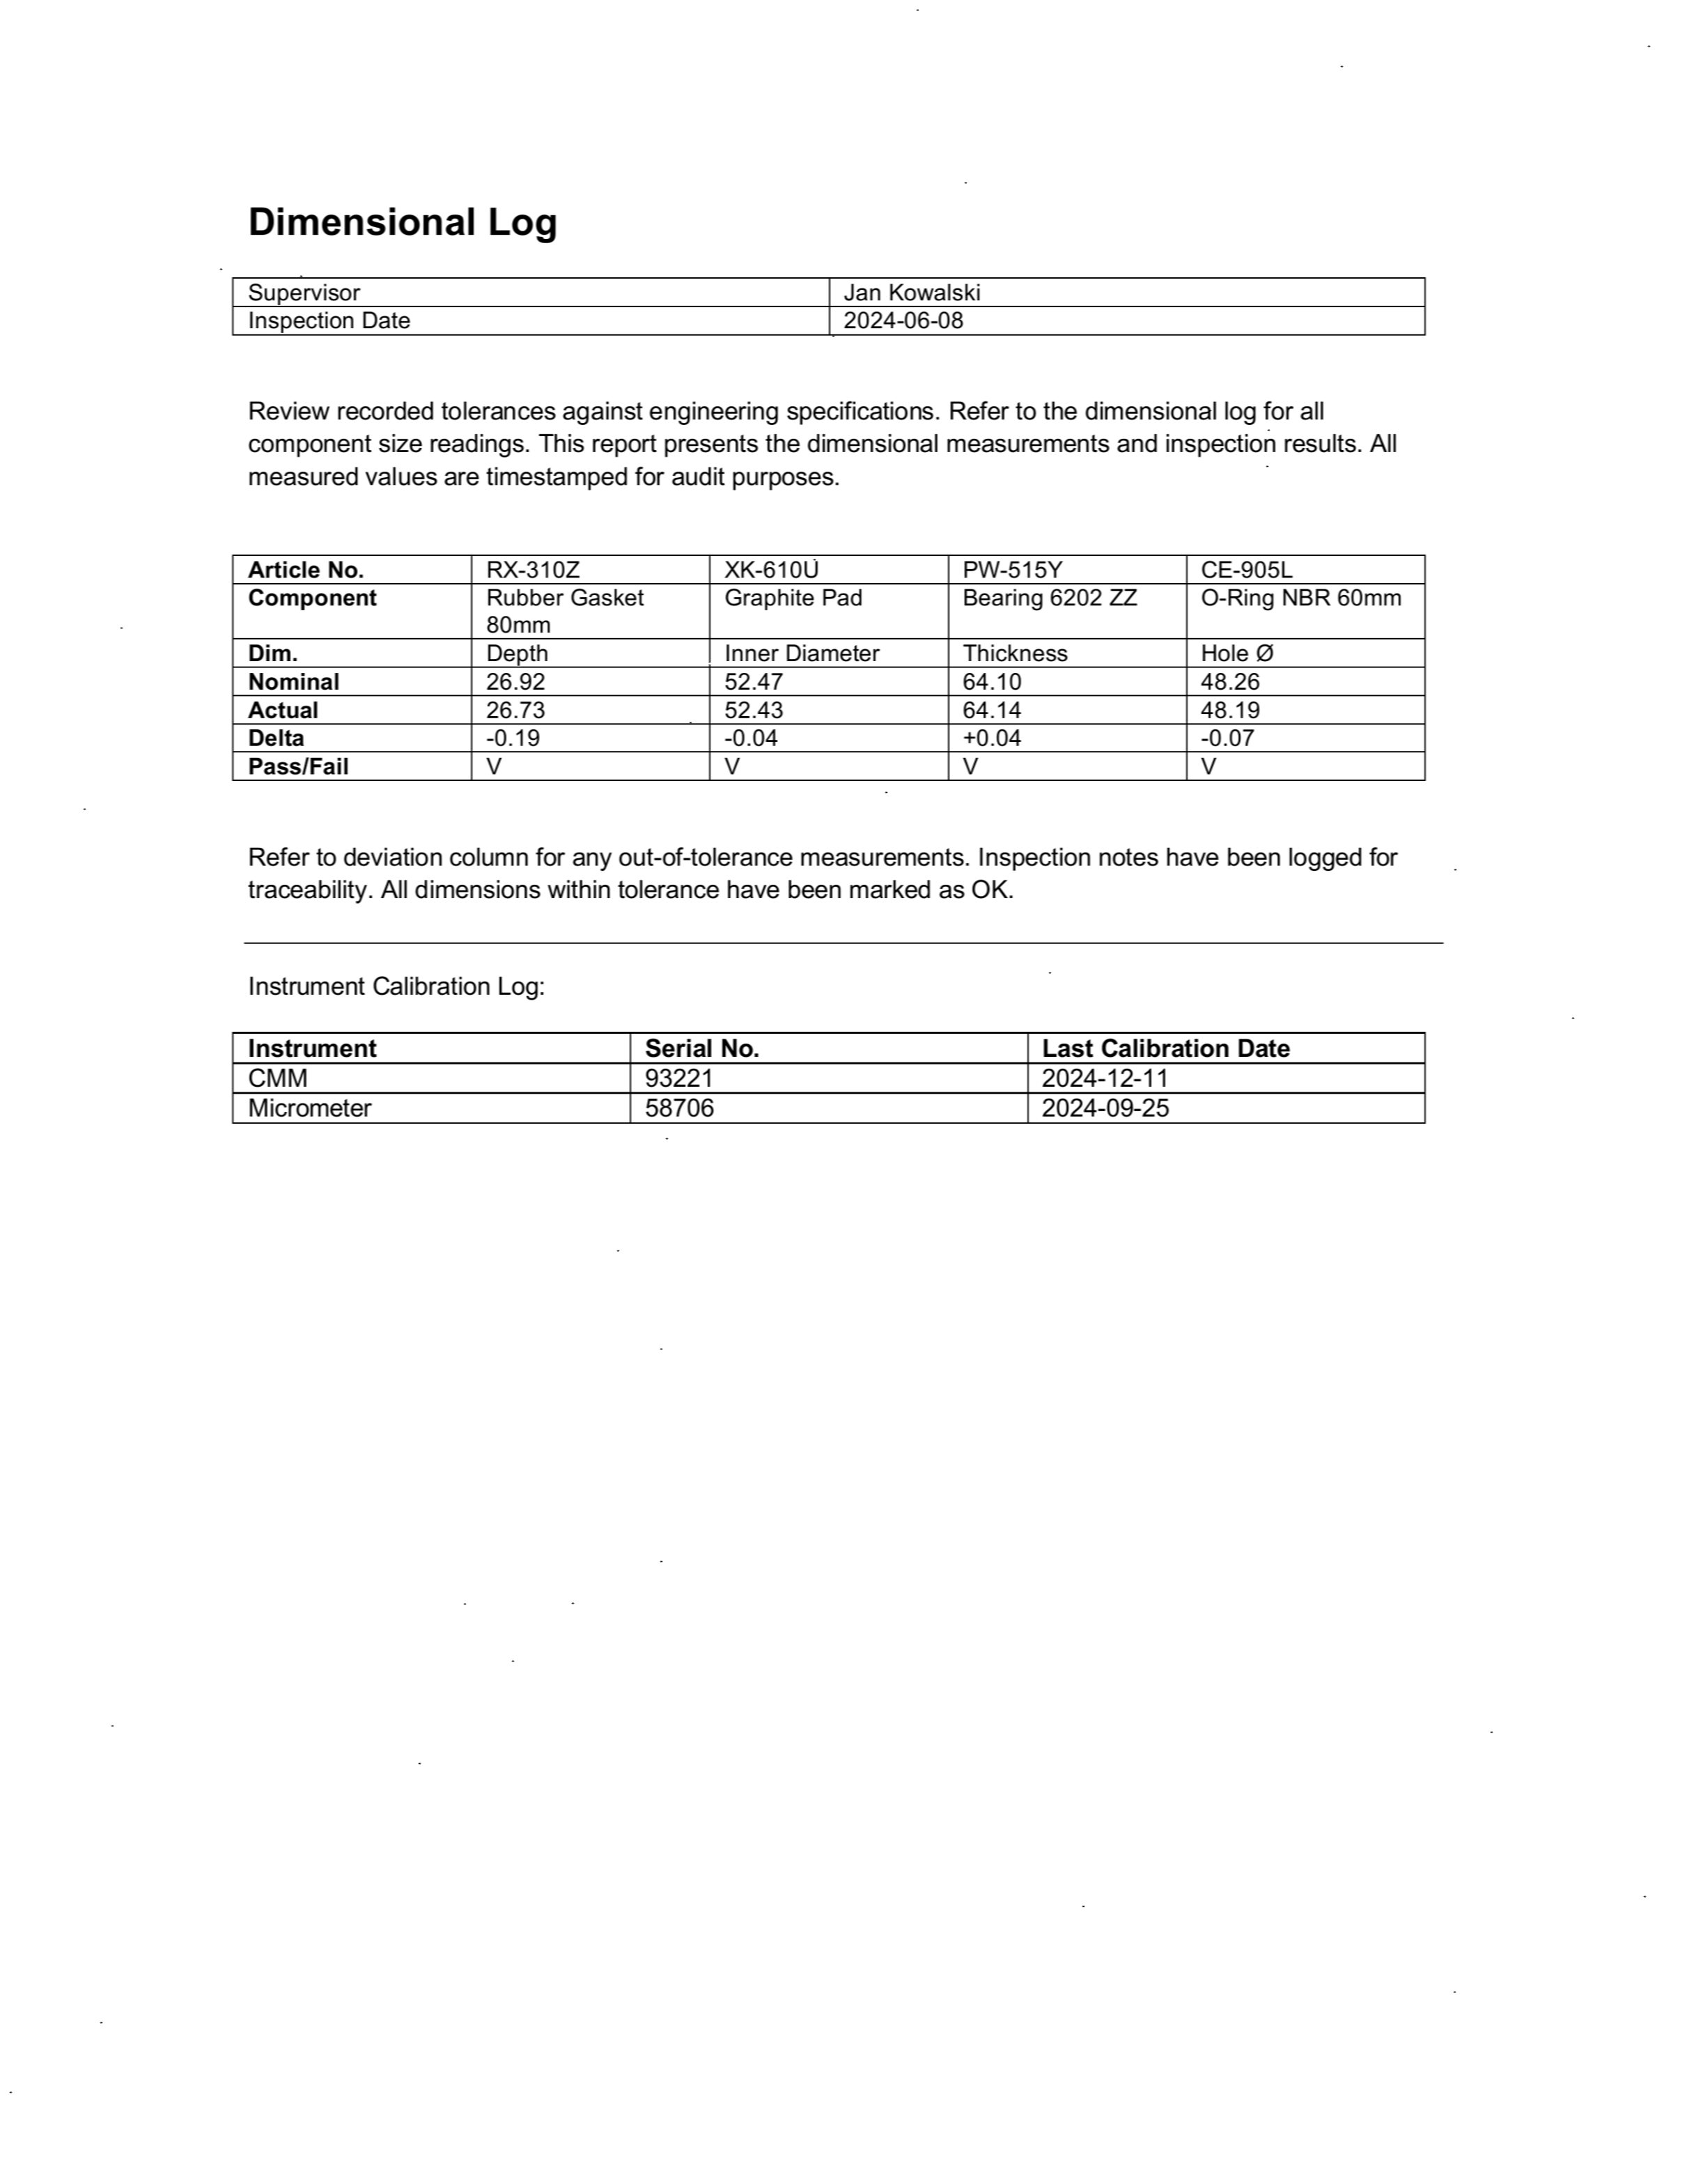 Dimensional Log
Supervisor Jan Kowalski
Inspection Date 2024-06-08
Review recorded tolerances against engineering specifications. Refer to the dimensional log for all
component size readings. This report presents the dimensional measurements and inspection results. All
measured values are timestamped for audit purposes.
Article No. RX-310Z XK-610U PW-515Y CE-905L
Component Rubber Gasket Graphite Pad Bearing 6202 ZZ O-Ring NBR 60mm
80mm
Dim. Depth Inner Diameter Thickness Hole Ø
Nominal 26.92 52.47 64.10 48.26
Actual 26.73 52.43 64.14 48.19
Delta -0.19 -0.04 +0.04 -0.07
Pass/Fail V V V V
Refer to deviation column for any out-of-tolerance measurements. Inspection notes have been logged for
traceability. All dimensions within tolerance have been marked as OK.
Instrument Calibration Log:
Instrument Serial No. Last Calibration Date
CMM 93221 2024-12-11
Micrometer 58706 2024-09-25